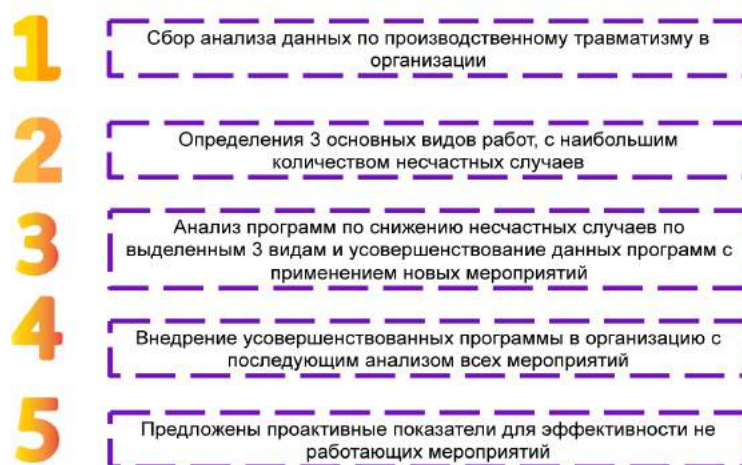 1
Сбор анализа данных по производственному травматизму в
организации
2
Определения 3 основных видов работ, с наибольшим
количеством несчастных случаев
3
Анализ программ по снижению несчастных случаев по
выделенным 3 видам и усовершенствование данных программ с
применением новых мероприятий
4
Внедрение усовершенствованных программы в организацию с
последующим анализом всех мероприятий
5
Предложены проактивные показатели для эффективности не
работающих мероприятий